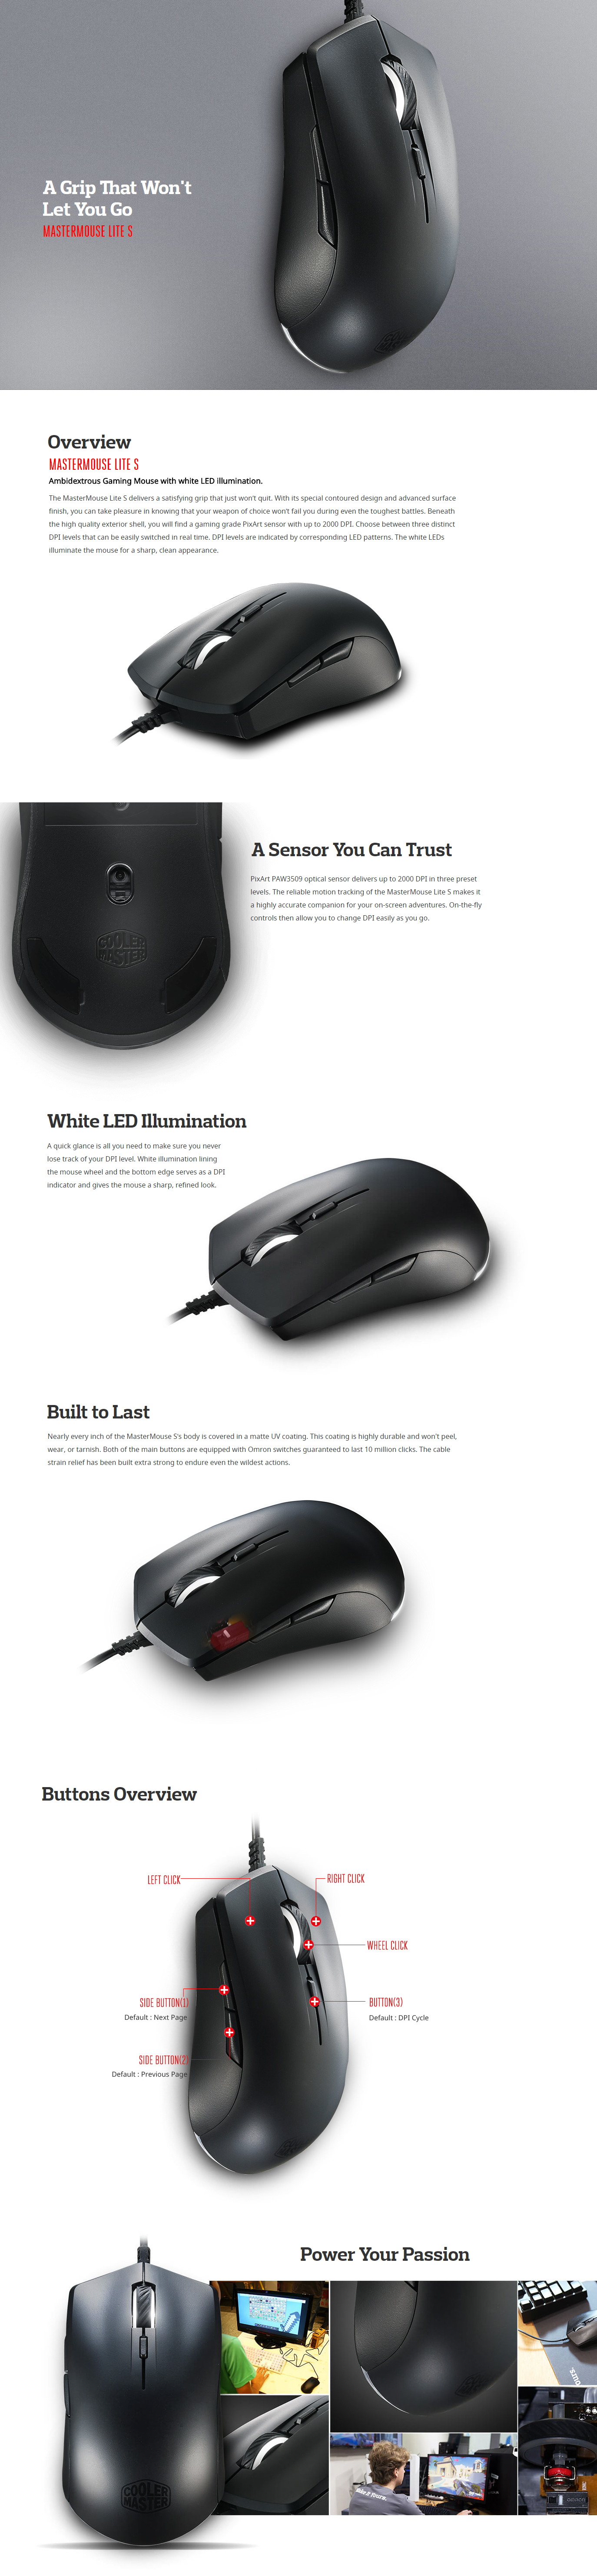 A Grip That Won't
Let You Go
MASTERMOUSE LITE S
Overview
MASTERMOUSE LITE S
Ambidextrous Gaming Mouse with white LED illumination.
The MasterMouse Lite S delivers a satisfying grip that just won't quit. With its special contoured design and advanced surface
finish, you can take pleasure in knowing that your weapon of choice won't fail you during even the toughest battles. Beneath
the high quality exterior shell, you will find a gaming grade PixArt sensor with up to 2000 DPI. Choose between three distinct
DPI levels that can be easily switched in real time. DPI levels are indicated by corresponding LED patterns. The white LEDs
illuminate the mouse for a sharp, clean appearance.
A Sensor You Can Trust
PixArt PAW3509 optical sensor delivers up to 2000 DPI in three preset
levels. The reliable motion tracking of the MasterMouse Lite S makes it
a highly accurate companion for your on-screen adventures. On-the-fly
controls then allow you to change DPI easily as you go.
COOLER
MASTER
White LED Illumination
A quick glance is all you need to make sure you never
lose track of your DPI level. White illumination lining
the mouse wheel and the bottom edge serves as a DPI
indicator and gives the mouse a sharp, refined look.
Built to Last
Nearly every inch of the MasterMouse S's body is covered in a matte UV coating. This coating is highly durable and won't peel,
wear, or tarnish. Both of the main buttons are equipped with Omron switches guaranteed to last 10 million clicks. The cable
strain relief has been built extra strong to endure even the wildest actions.
Buttons Overview
LEFT CLICK
RIGHT CLICK
WHEEL CLICK
SIDE BUTTON(1)
Default : Next Page
BUTTON(3)
Default : DPI Cycle
SIDE BUTTON(2)
Default : Previous Page
Power Your Passion
COOLER
MASTER